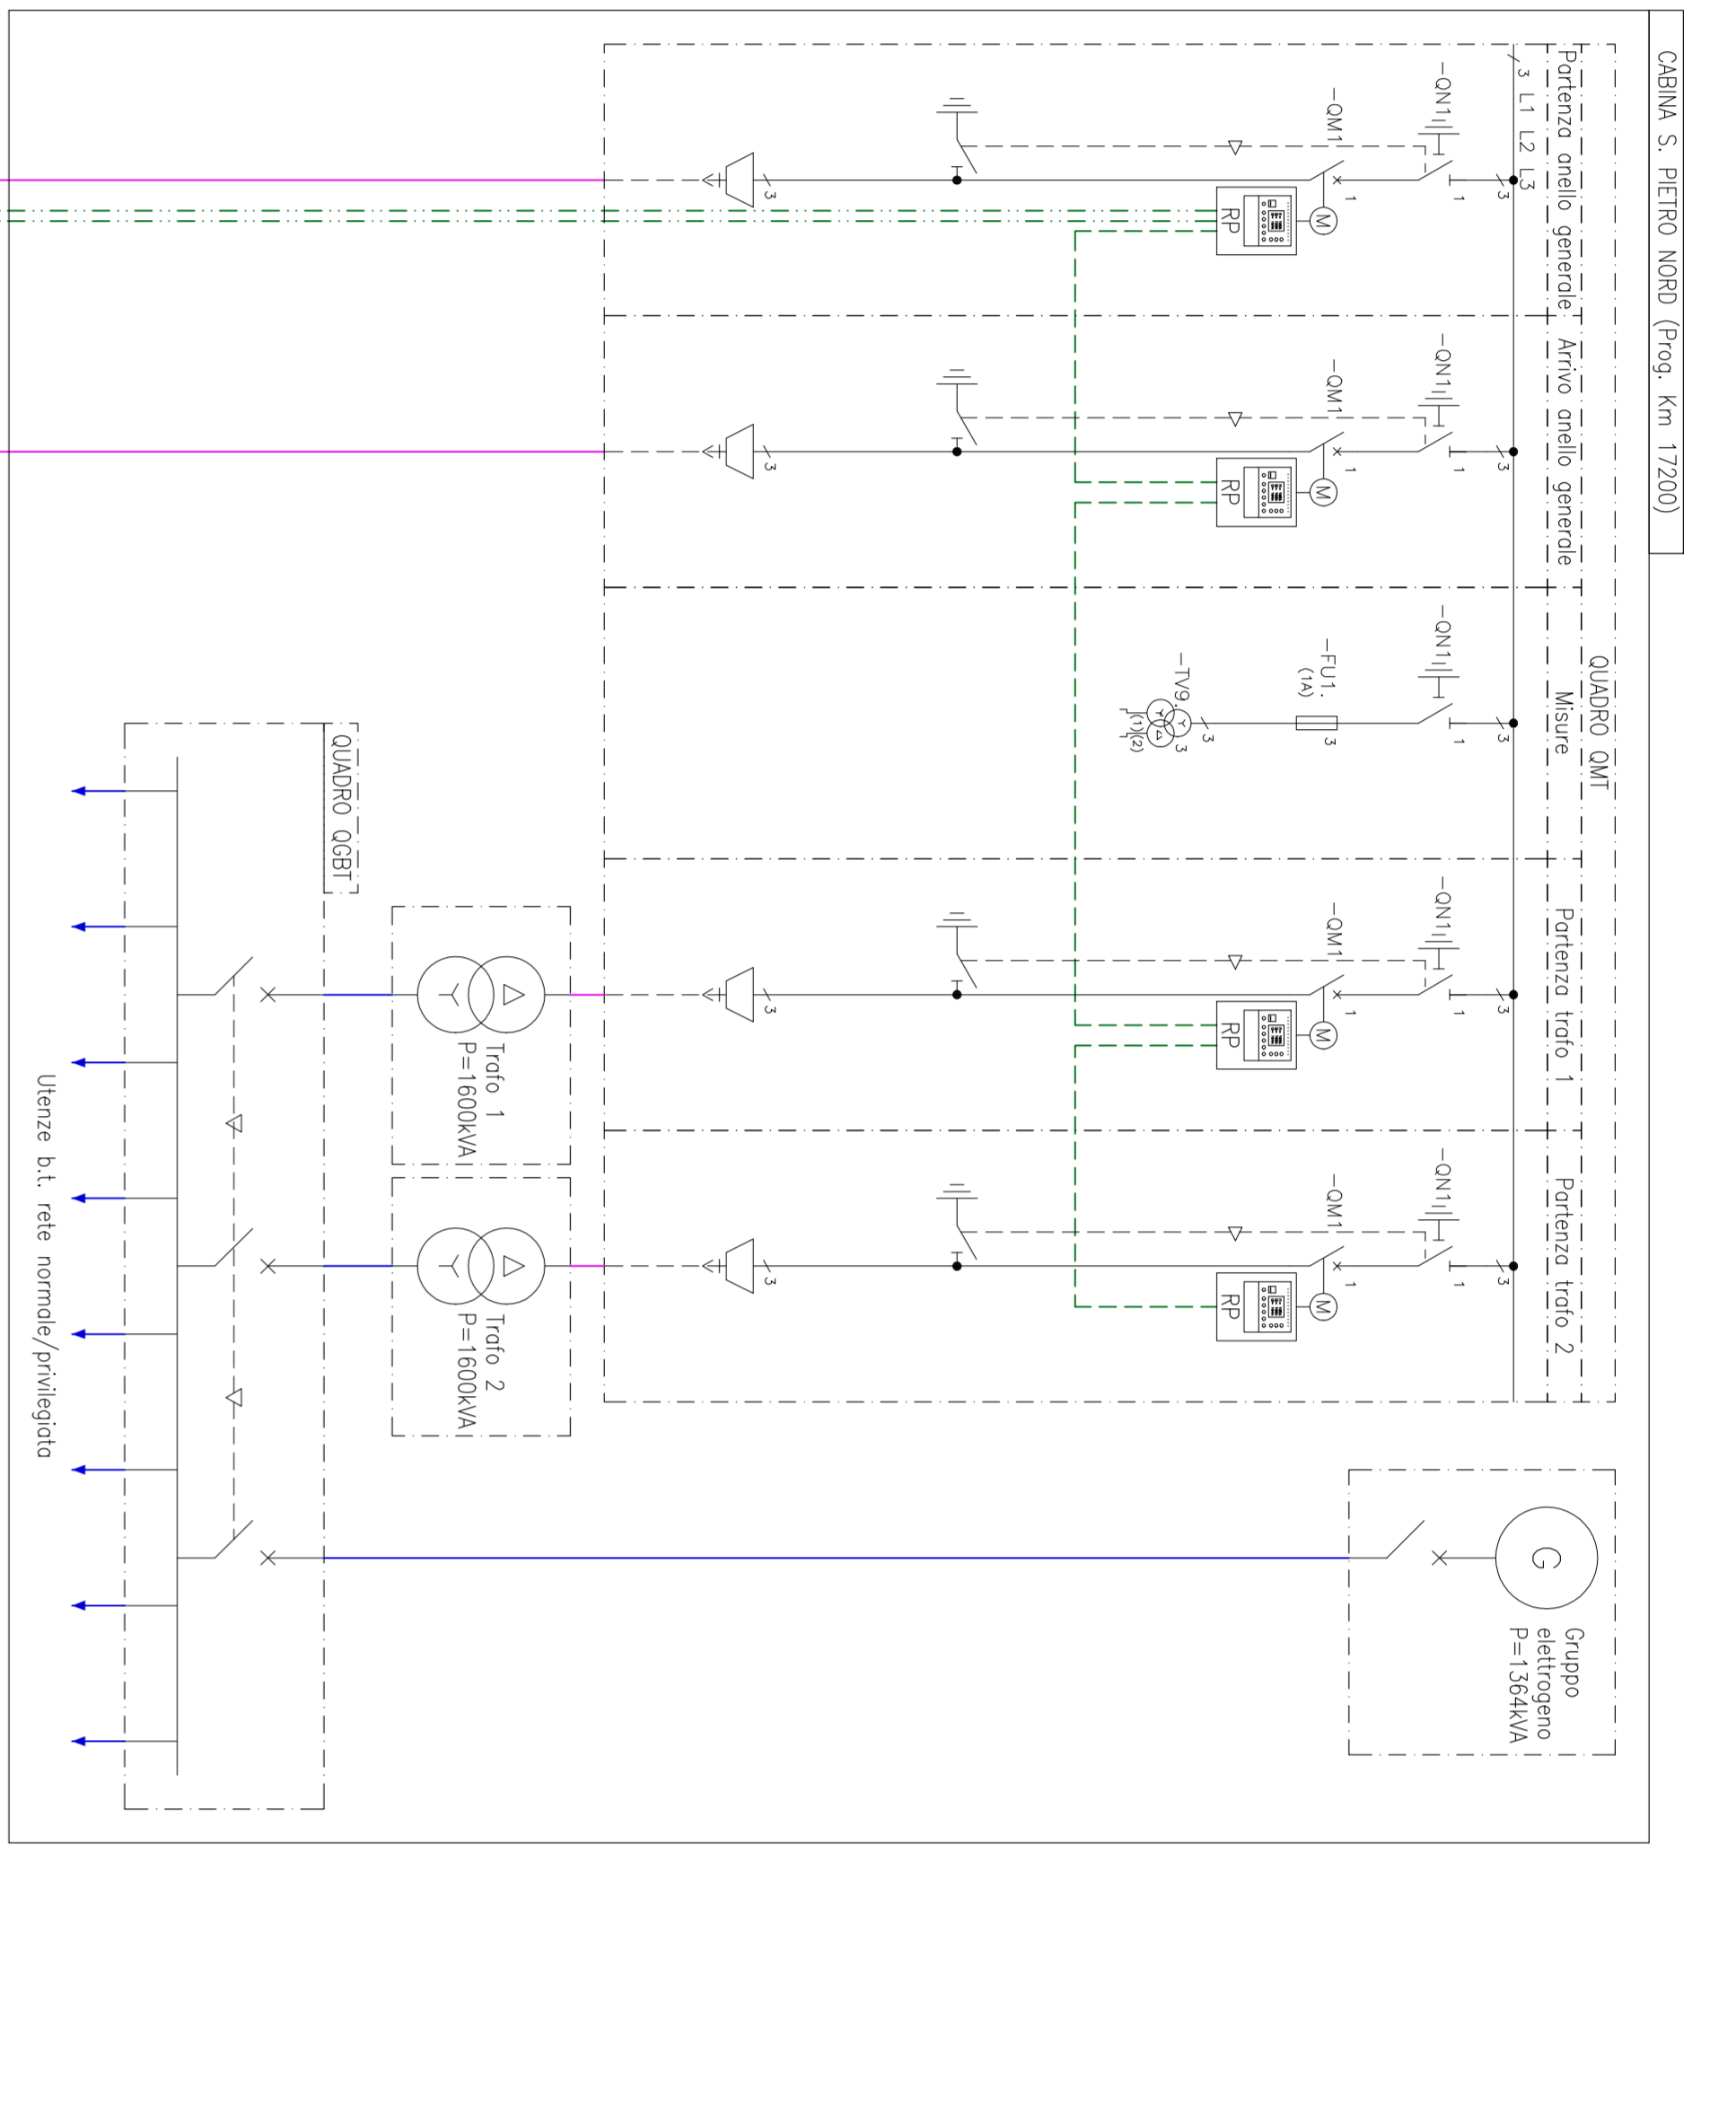 CABINA S. PIETRO NORD (Prog. Km 17200)
QUADRO QMT
Partenza anello generale
Arrivo anello generale
Misure
Partenza trafo 1
Partenza trafo 2
3 L1 L2 L3
3
3
3
3
3
-QN1
1
-QN1
1
-QN1
1
-QN1
1
-QN1
1
-QM1
1
-QM1
1
-FU1.
(1A)
3
-QM1
1
-QM1
1
M
M
M
M
RP
RP
RP
RP
3
-TV9.
3
(1)(2)
3
3
3
3
Gruppo
elettrogeno
P=1364kVA
G
Trafo 1
P=1600kVA
Trafo 2
P=1600kVA
QUADRO QGBT
Utenze b.t. rete normale/privilegiata